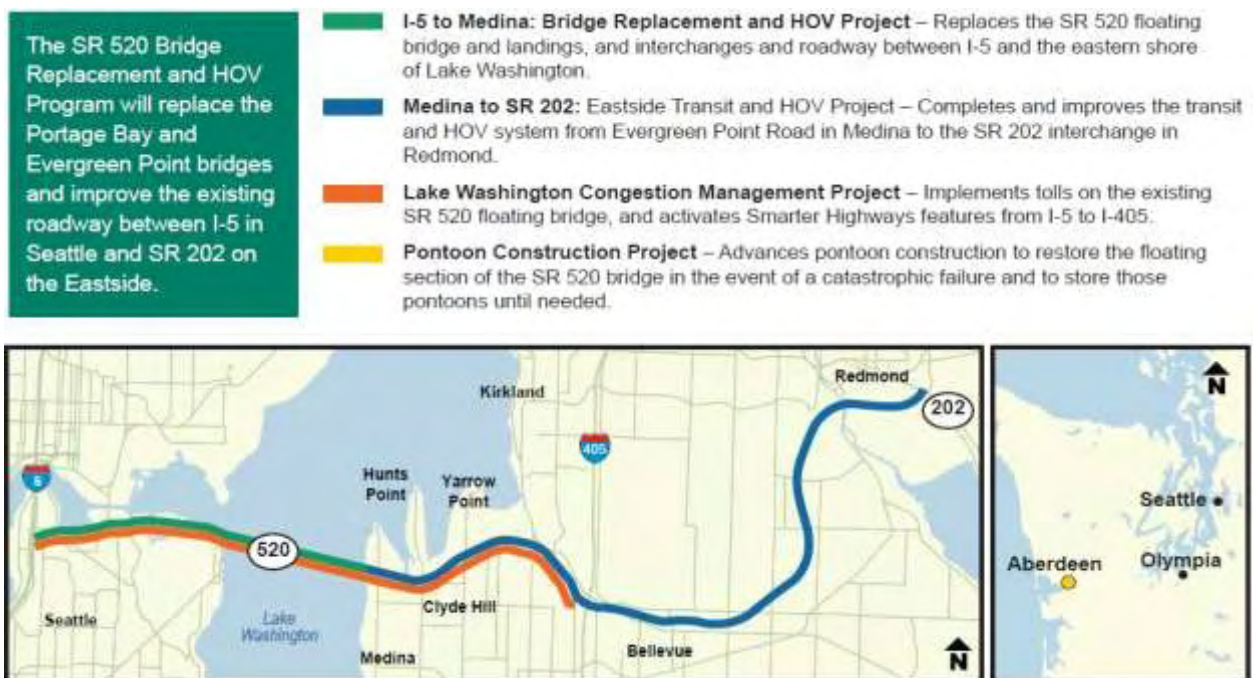 The SR 520 Bridge
Replacement and HOV
Program will replace the
Portage Bay and
Evergreen Point bridges
and improve the existing
roadway between I-5 in
Seattle and SR 202 on
the Eastside.
I-5 to Medina: Bridge Replacement and HOV Project – Replaces the SR 520 floating
bridge and landings, and interchanges and roadway between I-5 and the eastern shore
of Lake Washington.
Medina to SR 202: Eastside Transit and HOV Project – Completes and improves the transit
and HOV system from Evergreen Point Road in Medina to the SR 202 interchange in
Redmond.
Lake Washington Congestion Management Project – Implements tolls on the existing
SR 520 floating bridge, and activates Smarter Highways features from I-5 to I-405.
Pontoon Construction Project – Advances pontoon construction to restore the floating
section of the SR 520 bridge in the event of a catastrophic failure and to store those
pontoons until needed.
Redmond
Kirkland
202
405
Hunts
Point
Yarrow
Point
5
520
Seattle
Lake
Washington
Clyde Hill
Medina
Bellevue
N
N
Seattle
Aberdeen
Olympia